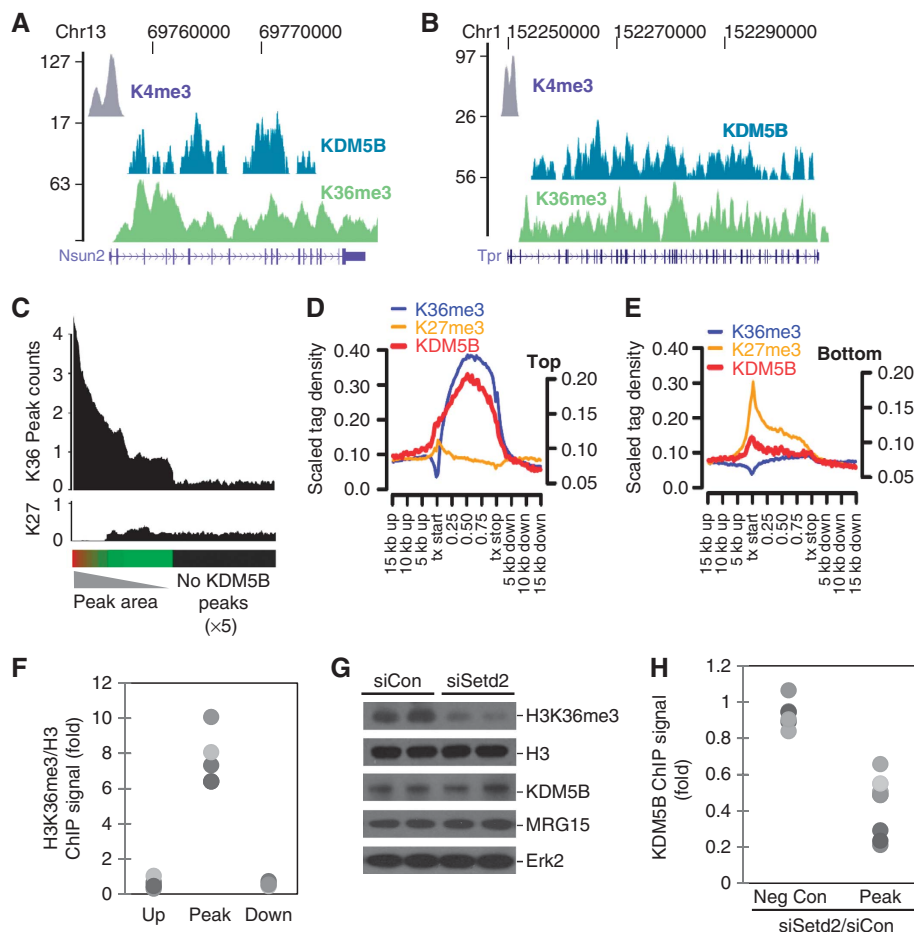 A
Chr13
69760000
69770000
127
K4me3
17
KDM5B
63
K36me3
Nsun2
B
Chr1
152250000
152270000
152290000
97
K4me3
26
KDM5B
56
K36me3
Tpr
C
K36 Peak counts
4
3
2
1
0
K27
1
0
Peak area
No KDM5B
peaks
(×5)
D
K36me3
K27me3
KDM5B
Top
Scaled tag density
0.40
0.30
0.20
0.10
0.0
0.20
0.15
0.10
0.05
15 kb up
10 kb up
5 kb up
tx start
0.25
0.50
0.75
tx stop
5 kb down
10 kb down
15 kb down
E
K36me3
K27me3
KDM5B
Bottom
Scaled tag density
0.40
0.30
0.20
0.10
0.0
0.20
0.15
0.10
0.05
15 kb up
10 kb up
5 kb up
tx start
0.25
0.50
0.75
tx stop
5 kb down
10 kb down
15 kb down
F
H3K36me3/H3
ChIP signal (fold)
12
10
8
6
4
2
0
Up Peak Down
G
siCon siSetd2
H3K36me3
H3
KDM5B
MRG15
Erk2
H
KDM5B ChIP signal
(fold)
1.2
1
0.8
0.6
0.4
0.2
0
Neg Con Peak
siSetd2/siCon